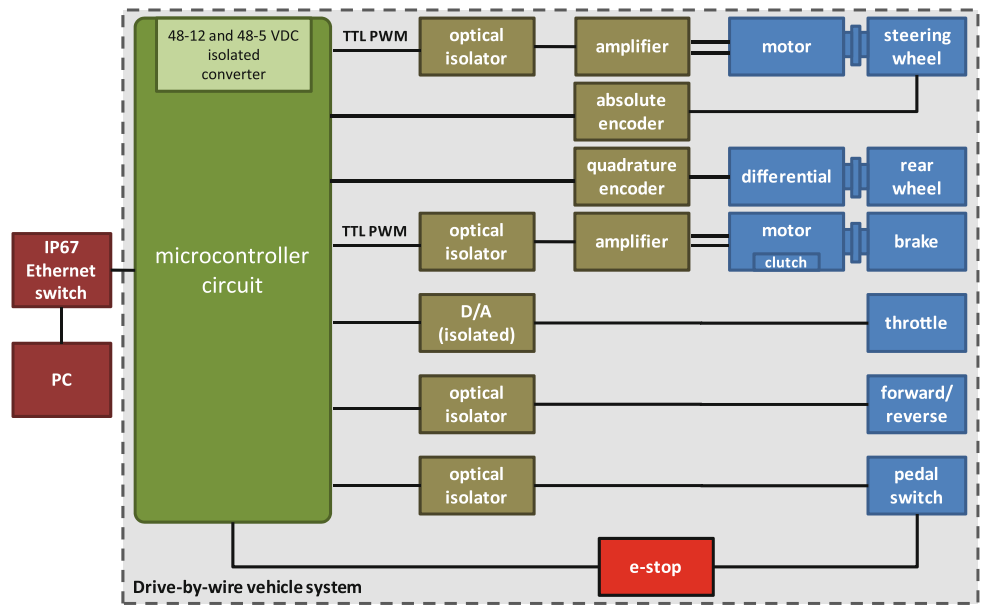 48-12 and 48-5 VDC
isolated
converter
TTL PWM
optical
isolator
amplifier
motor
steering
wheel
absolute
encoder
quadrature
encoder
differential
rear
wheel
microcontroller
circuit
TTL PWM
optical
isolator
amplifier
motor
clutch
brake
IP67
Ethernet
switch
PC
D/A
(isolated)
throttle
optical
isolator
forward/
reverse
optical
isolator
pedal
switch
e-stop
Drive-by-wire vehicle system